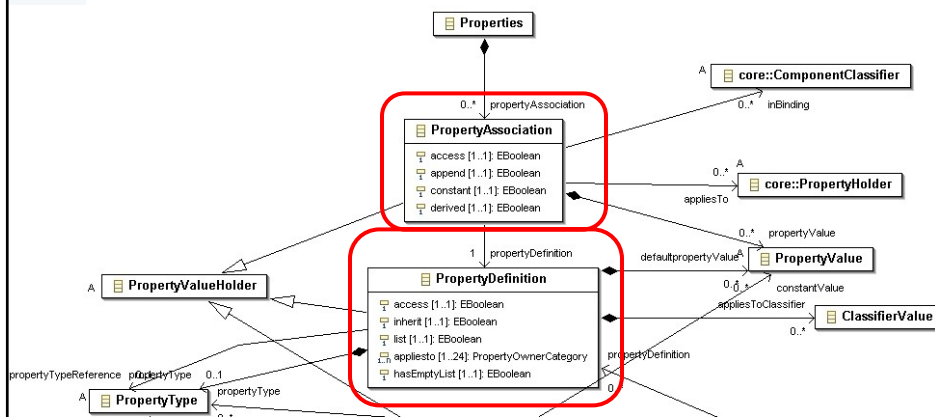 Properties
A
core::ComponentClassifier
0..* propertyAssociation
0..* inBinding
PropertyAssociation
access [1..1]: EBoolean
append [1..1]: EBoolean
constant [1..1]: EBoolean
derived [1..1]: EBoolean
A
0..*
core::PropertyHolder
appliesTo
0..* propertyValue
1 propertyDefinition
defaultpropertyValue
A
PropertyValue
PropertyDefinition
A
PropertyValueHolder
0..*
0..* constantValue
access [1..1]: EBoolean
inherit [1..1]: EBoolean
list [1..1]: EBoolean
appliesto [1..24]: PropertyOwnerCategory
hasEmptyList [1..1]: EBoolean
appliesToClassifier
ClassifierValue
0..*
propertyDefinition
propertyTypeReference
propertyType
0..1
propertyType
A
PropertyType
0..*